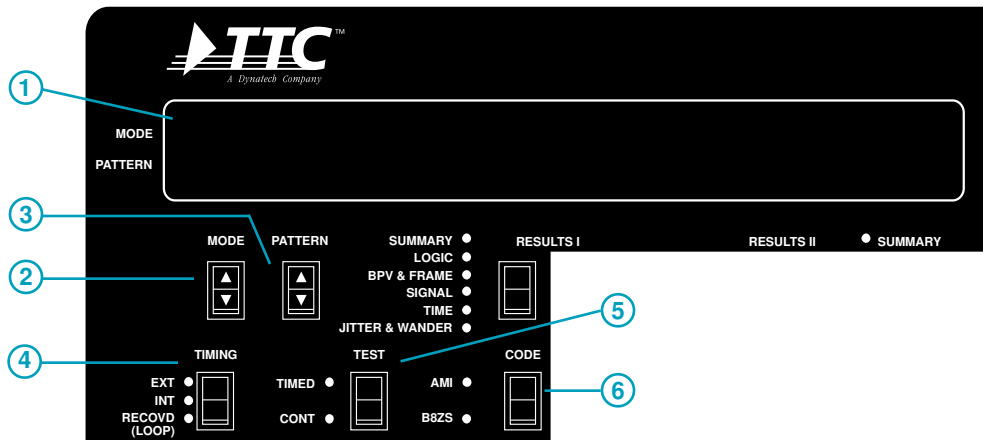 TTC™
A Dynatech Company
1
MODE
PATTERN
3
MODE PATTERN SUMMARY RESULTS I RESULTS II SUMMARY
LOGIC
2 BPV & FRAME
SIGNAL
TIME
5
JITTER & WANDER
4 TIMING TEST CODE
EXT TIMED AMI
6
INT
RECOVD CONT B8ZS
(LOOP)